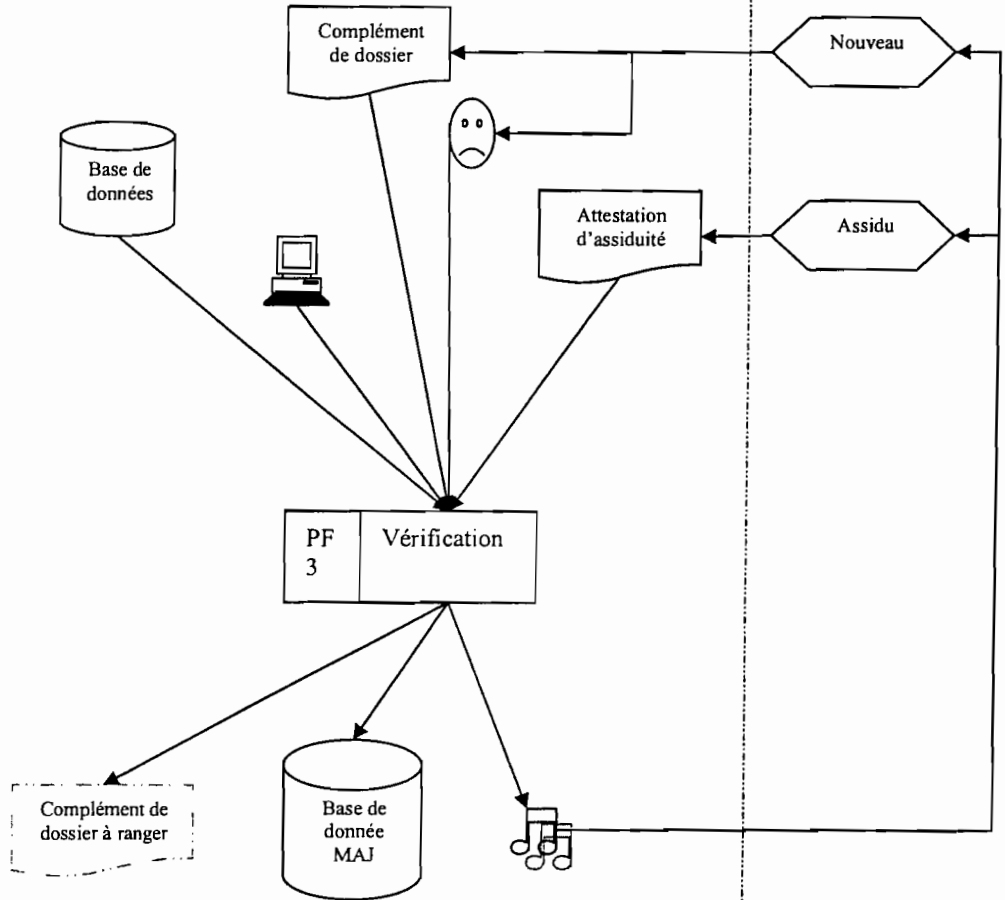 Complément
de dossier
Nouveau
Base de
données
Attestation
d'assiduité
Assidu
PF
3
Vérification
Complément de
dossier à ranger
Base de
donnée
MAJ